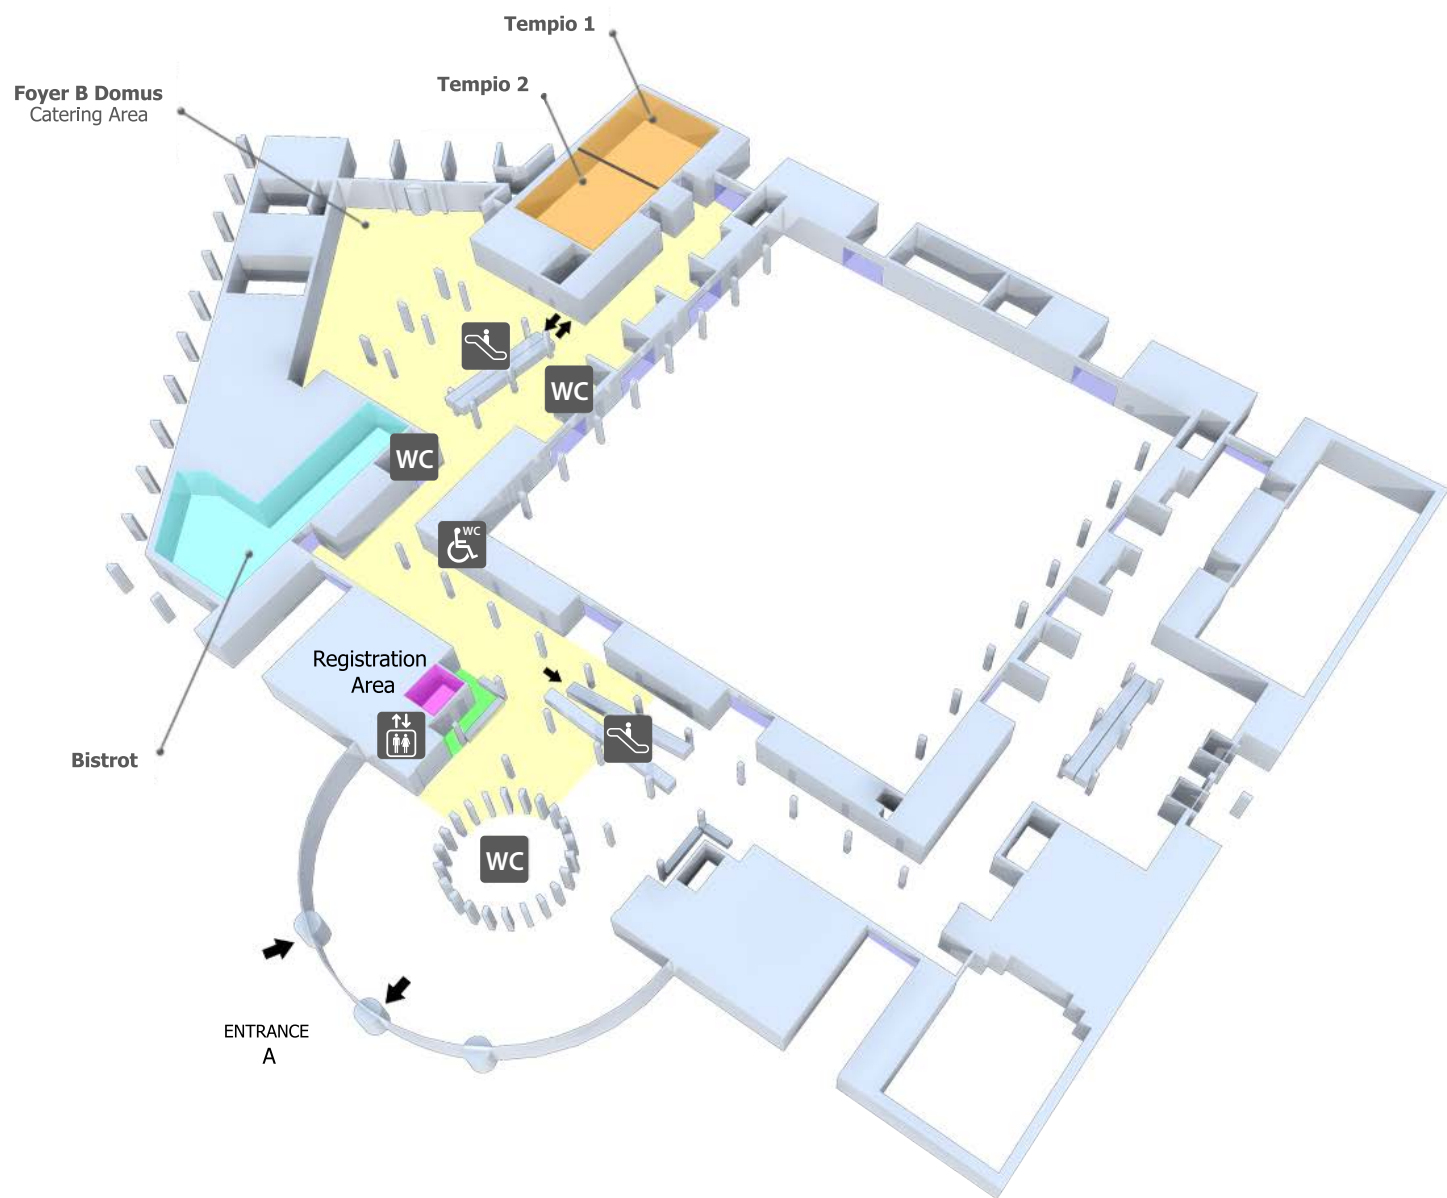 Tempio 1
Tempio 2
Foyer B Domus
Catering Area
WC
WC
WC
Registration
Area
Bistrot
WC
ENTRANCE
A